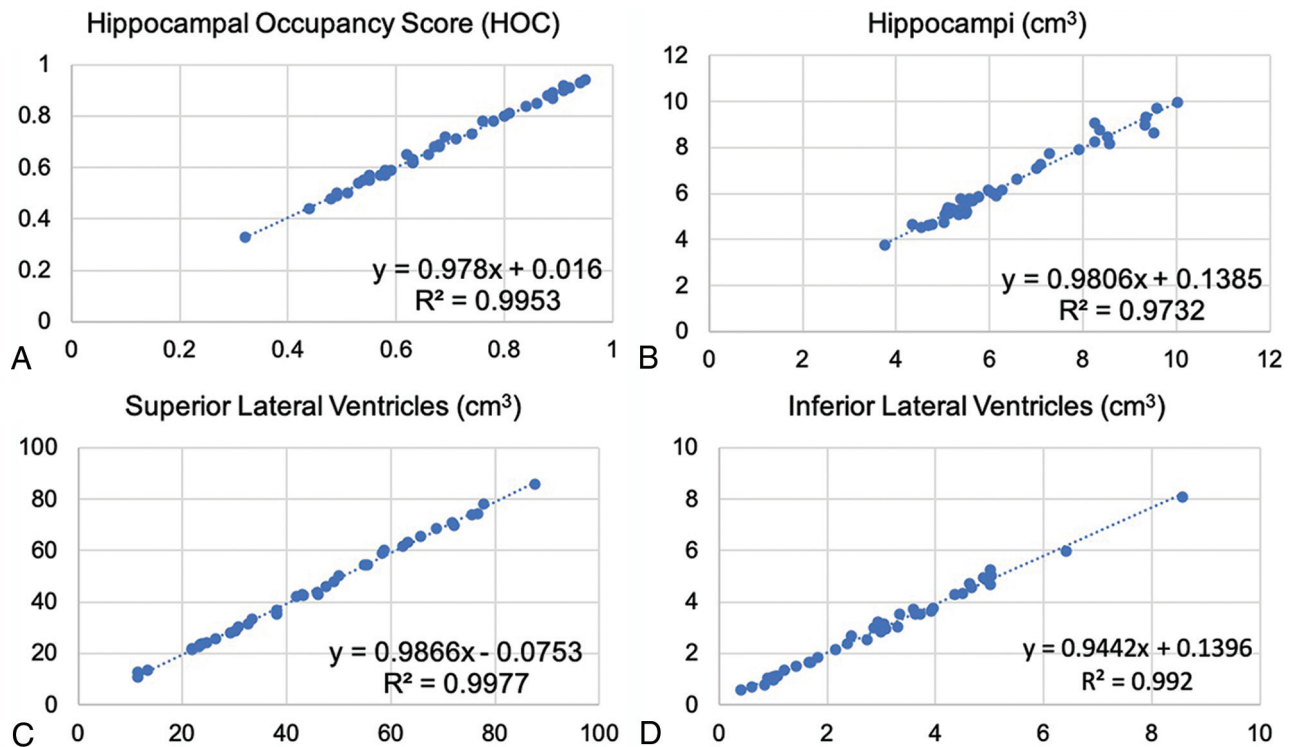 Hippocampal Occupancy Score (HOC)
1
0.8
0.6
0.4
0.2
0
y = 0.978x + 0.016
R² = 0.9953
0 0.2 0.4 0.6 0.8 1
A
Hippocampi (cm³)
12
10
8
6
4
2
0
y = 0.9806x + 0.1385
R² = 0.9732
0 2 4 6 8 10 12
B
Superior Lateral Ventricles (cm³)
100
80
60
40
20
0
y = 0.9866x - 0.0753
R² = 0.9977
0 20 40 60 80 100
C
Inferior Lateral Ventricles (cm³)
10
8
6
4
2
0
y = 0.9442x + 0.1396
R² = 0.992
0 2 4 6 8 10
D